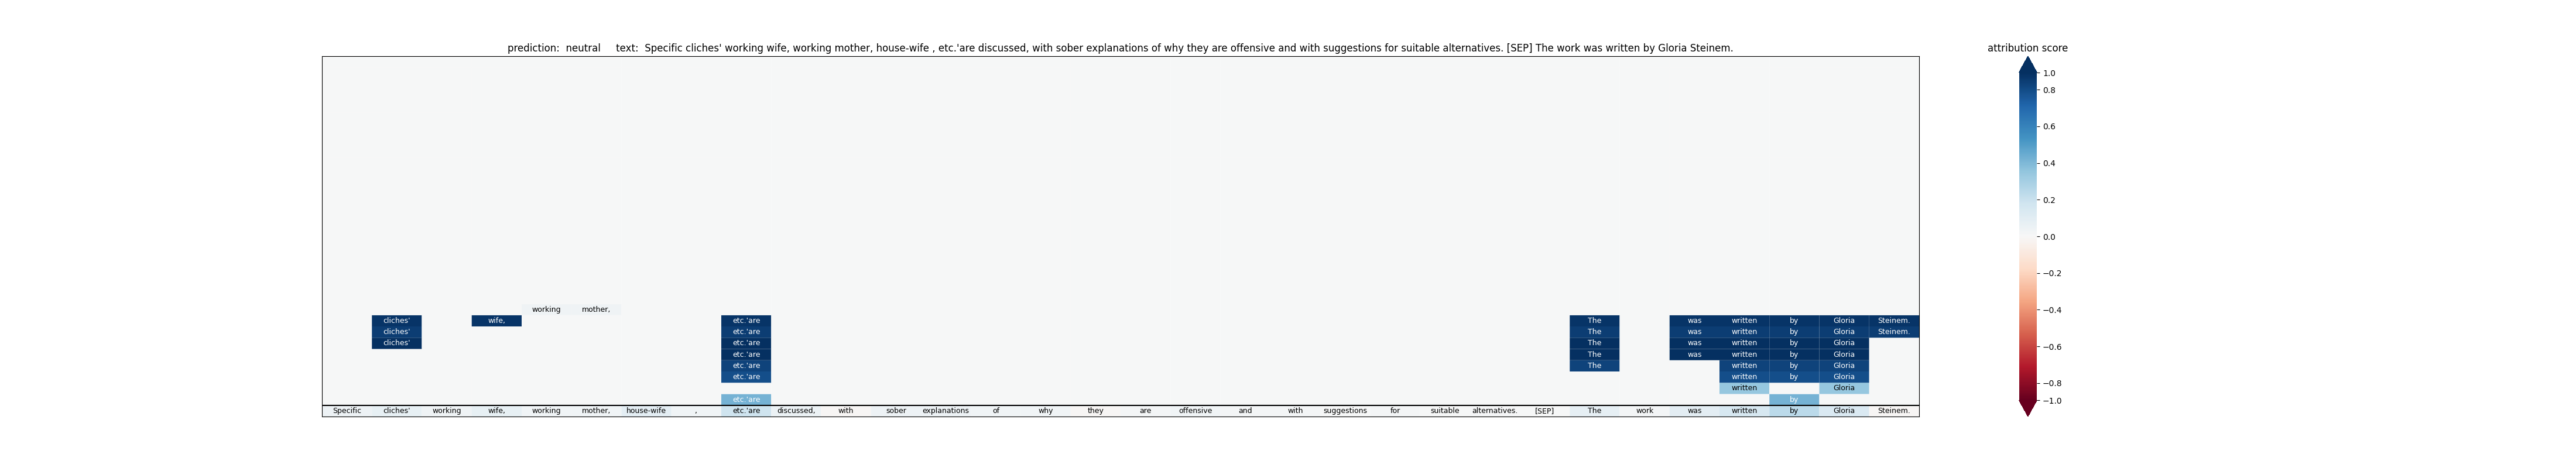 prediction:  neutral     text:  Specific cliches' working wife, working mother, house-wife , etc.'are discussed, with sober explanations of why they are offensive and with suggestions for suitable alternatives. [SEP] The work was written by Gloria Steinem.
attribution score
working mother,
cliches' wife, etc.'are The was written by Gloria Steinem.
cliches' etc.'are The was written by Gloria Steinem.
cliches' etc.'are The was written by Gloria
etc.'are The was written by Gloria
etc.'are The written by Gloria
etc.'are written by Gloria
written Gloria
etc.'are by
Specific cliches' working wife, working mother, house-wife , etc.'are discussed, with sober explanations of why they are offensive and with suggestions for suitable alternatives. [SEP] The work was written by Gloria Steinem.
1.0
0.8
0.6
0.4
0.2
0.0
−0.2
−0.4
−0.6
−0.8
−1.0